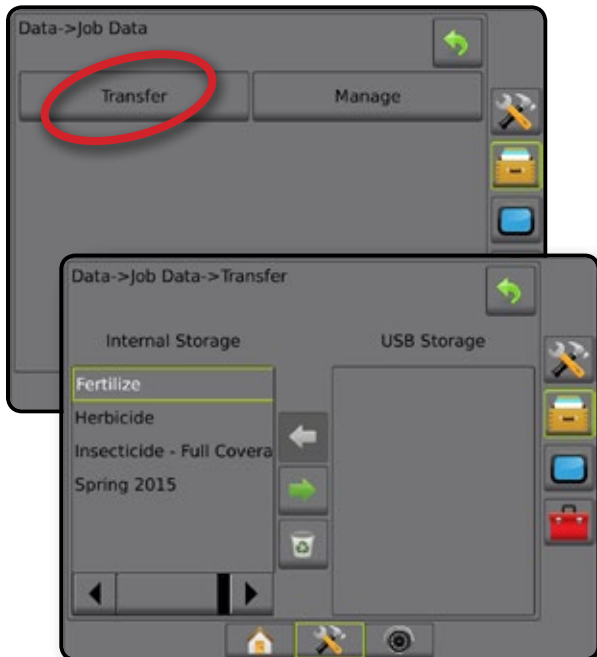 Data->Job Data
Transfer
Manage
Data->Job Data->Transfer
Internal Storage
USB Storage
Fertilize
Herbicide
Insecticide - Full Covera
Spring 2015